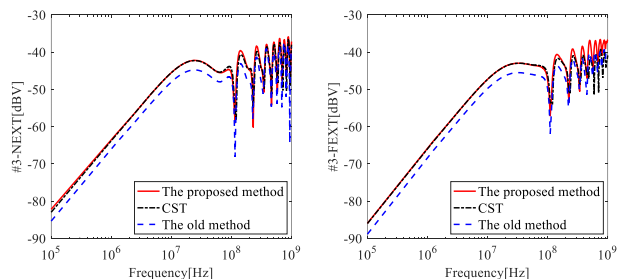 -30
-40
-50
-60
-70
-80
-90
#3-NEXT[dBV]
The proposed method
CST
The old method
10^5
10^6
10^7
10^8
10^9
Frequency[Hz]
-30
-40
-50
-60
-70
-80
-90
#3-FEXT[dBV]
The proposed method
CST
The old method
10^5
10^6
10^7
10^8
10^9
Frequency[Hz]